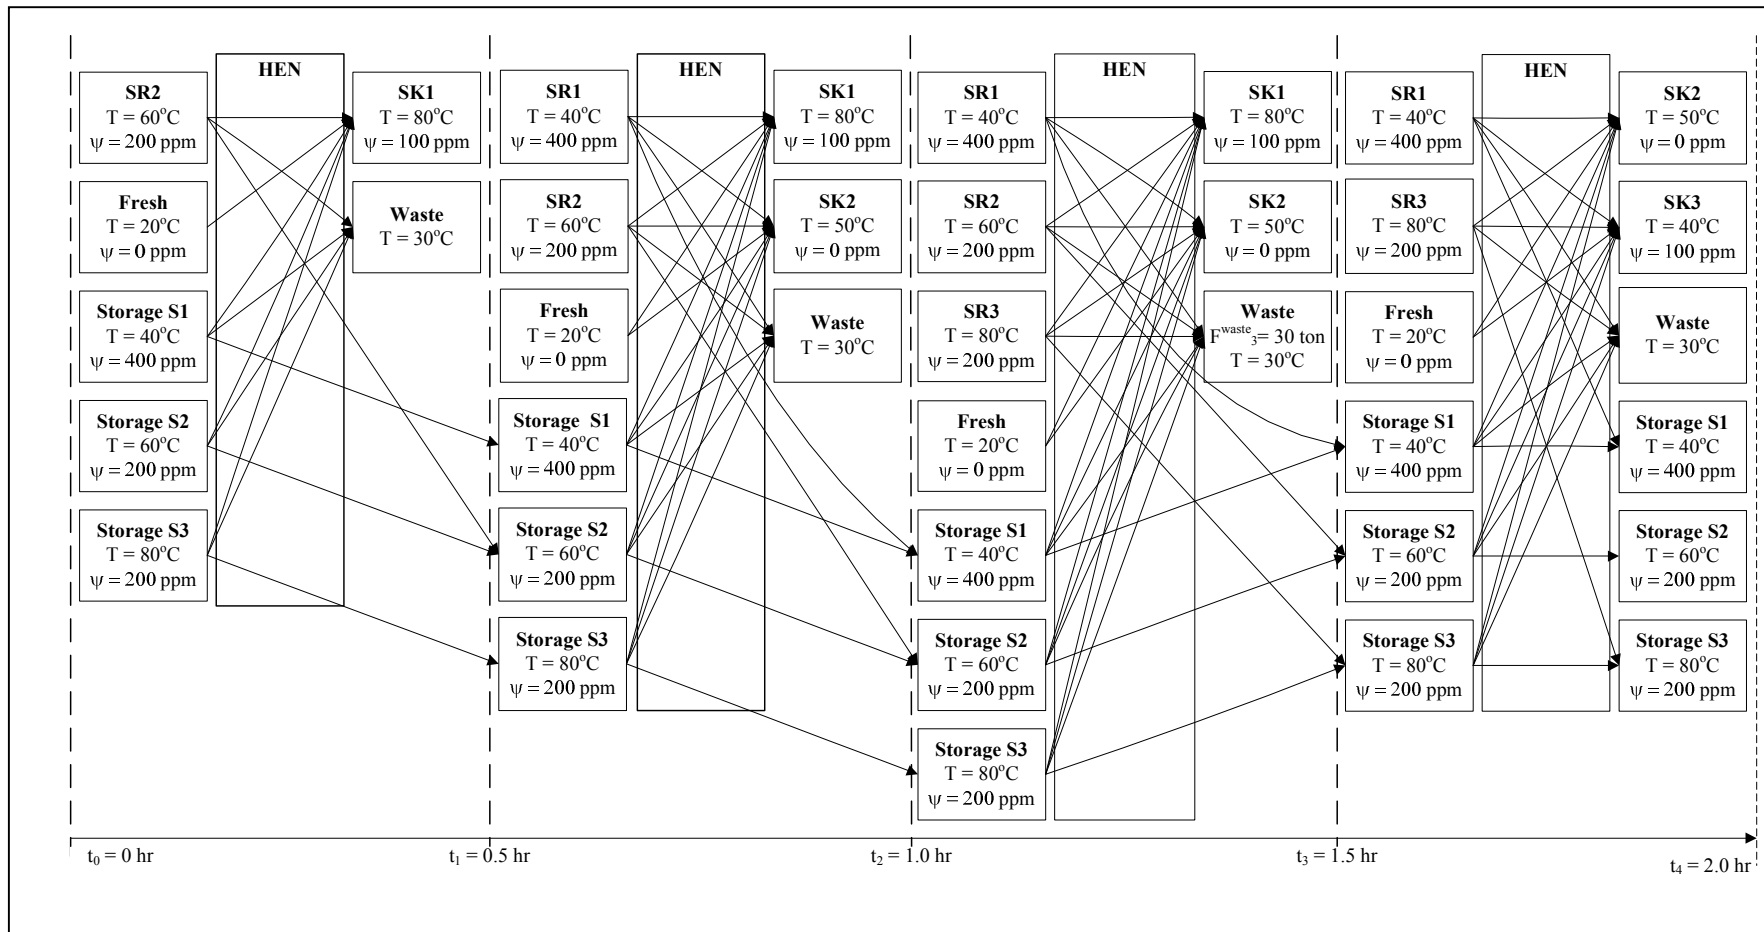 HEN
SR2
T = 60°C
ψ = 200 ppm
Fresh
T = 20°C
ψ = 0 ppm
Storage S1
T = 40°C
ψ = 400 ppm
Storage S2
T = 60°C
ψ = 200 ppm
Storage S3
T = 80°C
ψ = 200 ppm
SK1
T = 80°C
ψ = 100 ppm
Waste
T = 30°C
HEN
SR1
T = 40°C
ψ = 400 ppm
SR2
T = 60°C
ψ = 200 ppm
Fresh
T = 20°C
ψ = 0 ppm
Storage S1
T = 40°C
ψ = 400 ppm
Storage S2
T = 60°C
ψ = 200 ppm
Storage S3
T = 80°C
ψ = 200 ppm
SK1
T = 80°C
ψ = 100 ppm
SK2
T = 50°C
ψ = 0 ppm
Waste
T = 30°C
HEN
SR1
T = 40°C
ψ = 400 ppm
SR2
T = 60°C
ψ = 200 ppm
SR3
T = 80°C
ψ = 200 ppm
Fresh
T = 20°C
ψ = 0 ppm
Storage S1
T = 40°C
ψ = 400 ppm
Storage S2
T = 60°C
ψ = 200 ppm
Storage S3
T = 80°C
ψ = 200 ppm
SK1
T = 80°C
ψ = 100 ppm
SK2
T = 50°C
ψ = 0 ppm
Waste
F^waste_3 = 30 ton
T = 30°C
HEN
SR1
T = 40°C
ψ = 400 ppm
SR3
T = 80°C
ψ = 200 ppm
Fresh
T = 20°C
ψ = 0 ppm
Storage S1
T = 40°C
ψ = 400 ppm
Storage S2
T = 60°C
ψ = 200 ppm
Storage S3
T = 80°C
ψ = 200 ppm
SK2
T = 50°C
ψ = 0 ppm
SK3
T = 40°C
ψ = 100 ppm
Waste
T = 30°C
Storage S1
T = 40°C
ψ = 400 ppm
Storage S2
T = 60°C
ψ = 200 ppm
Storage S3
T = 80°C
ψ = 200 ppm
t₀ = 0 hr
t₁ = 0.5 hr
t₂ = 1.0 hr
t₃ = 1.5 hr
t₄ = 2.0 hr